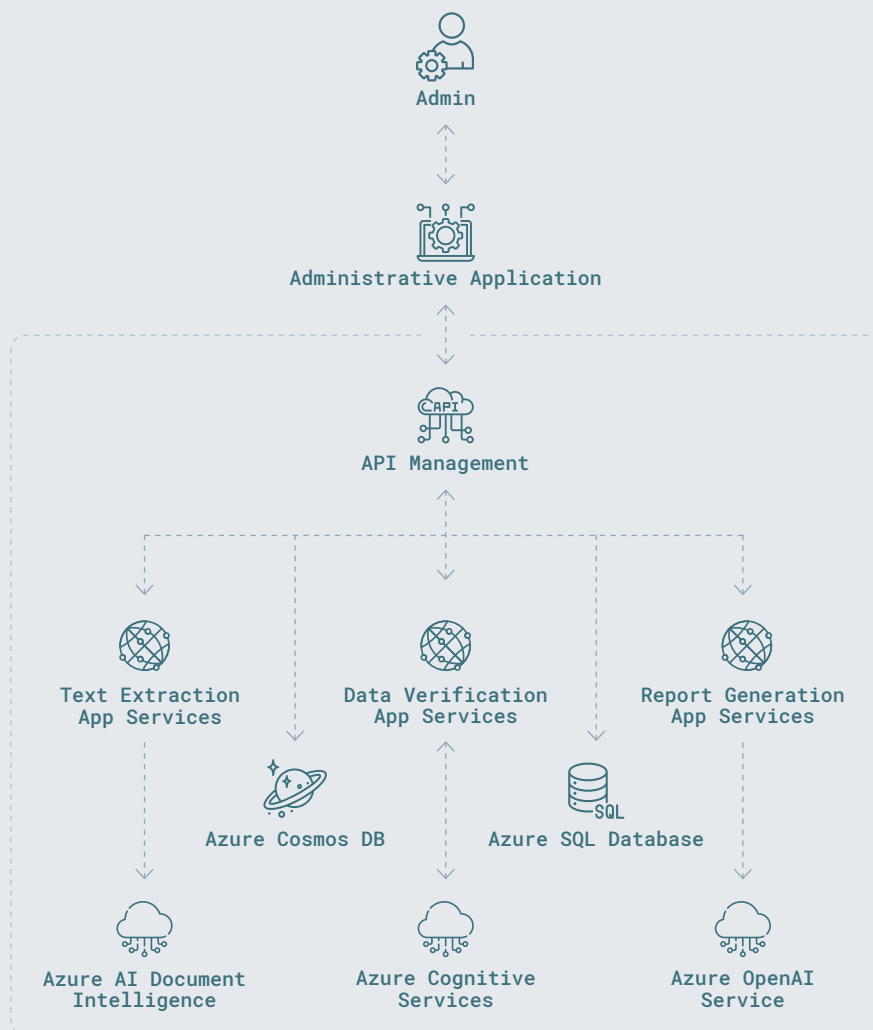 Admin
Administrative Application
API
API Management
Text Extraction
App Services
Data Verification
App Services
Report Generation
App Services
SQL
Azure Cosmos DB
Azure SQL Database
Azure AI Document
Intelligence
Azure Cognitive
Services
Azure OpenAI
Service